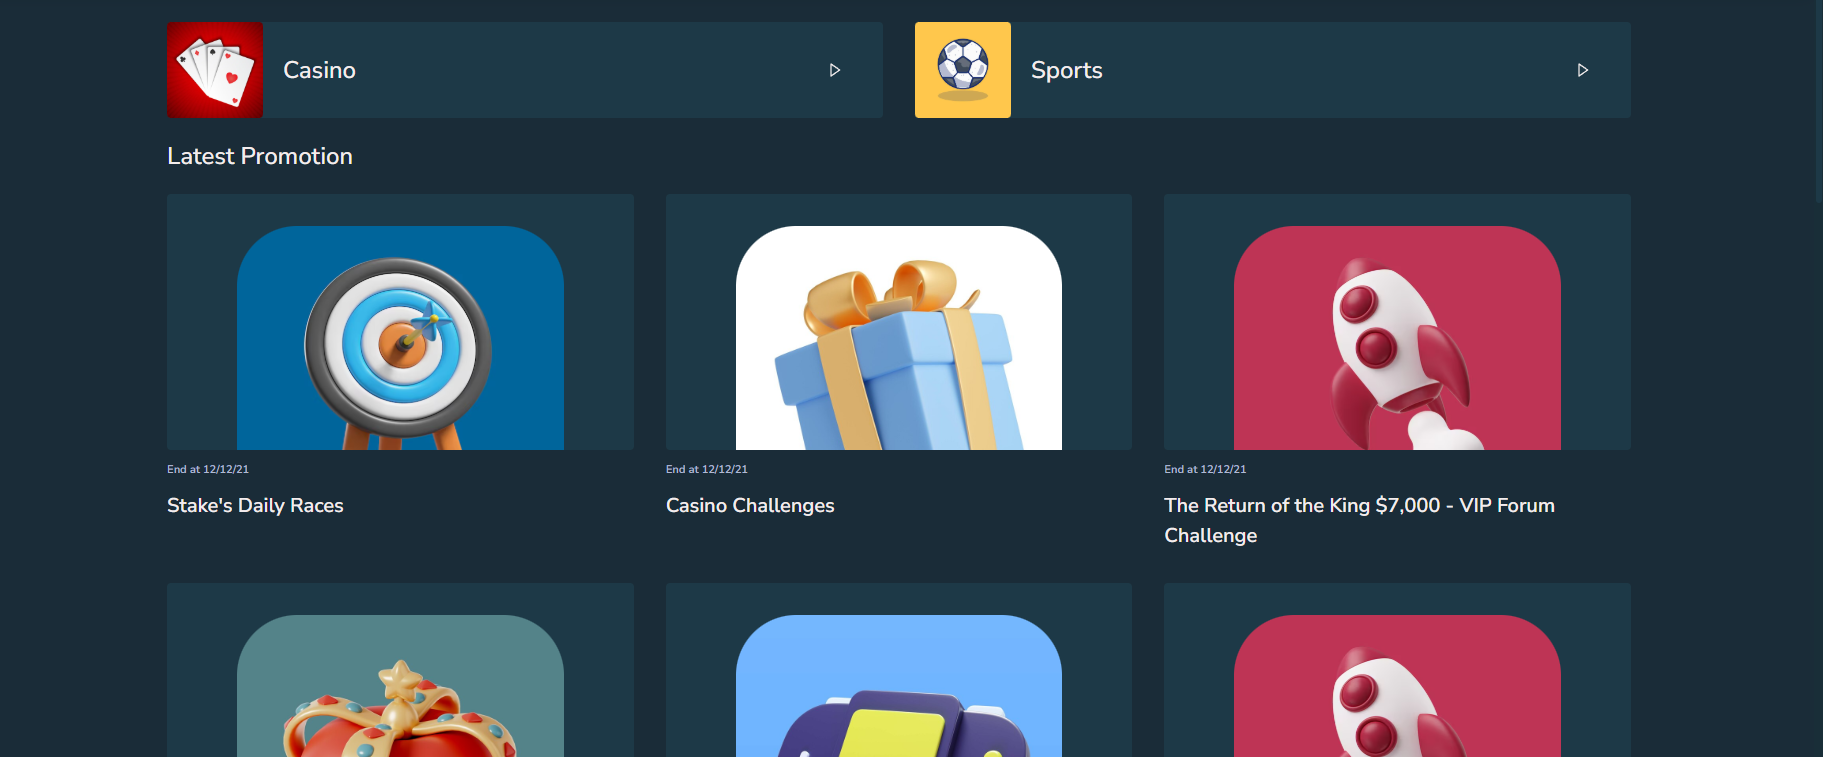 Casino
Sports
Latest Promotion
End at 12/12/21
End at 12/12/21
End at 12/12/21
Stake's Daily Races
Casino Challenges
The Return of the King $7,000 - VIP Forum
Challenge